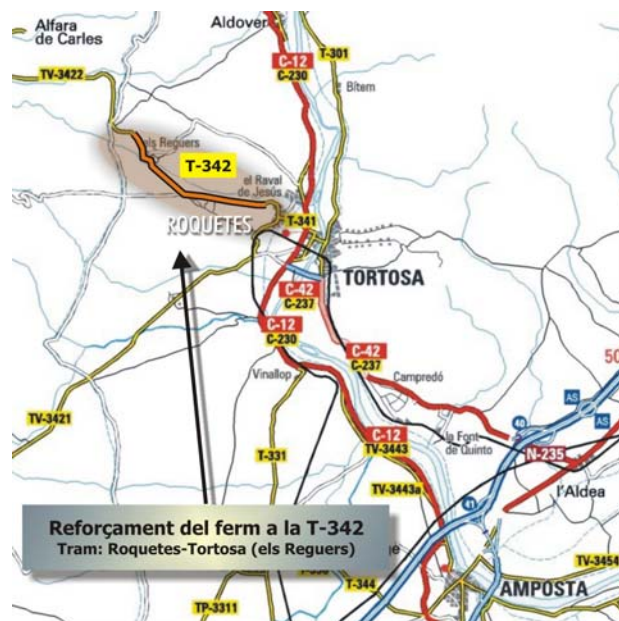 Alfara
de Carles
Aldover
C-12
C-230
T-301
TV-3422
Bítem
els Reguers
T-342
el Raval
de Jesús
ROQUETES
T-341
TORTOSA
C-42
C-237
C-12
C-230
C-42
C-237
Vinallop
Campredó
50
AS
AS
40
TV-3421
C-12
TV-3443
la Font
de Quinto
N-235
T-331
TV-3443a
l'Aldea
41
Reforçament del ferm a la T-342
Tram: Roquetes-Tortosa (els Reguers)
T-344
TV-3454
AMPOSTA
TP-3311